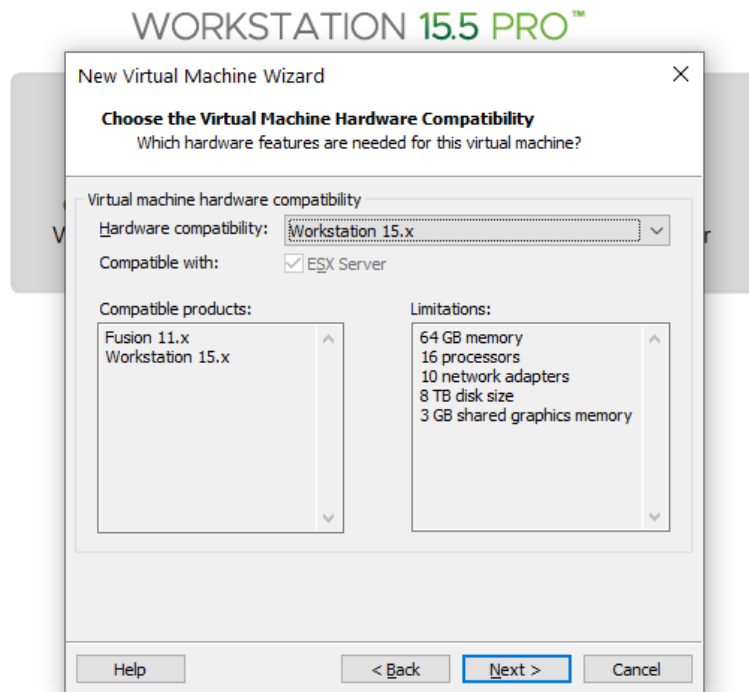 WORKSTATION 15.5 PRO™
New Virtual Machine Wizard
Choose the Virtual Machine Hardware Compatibility
Which hardware features are needed for this virtual machine?
Virtual machine hardware compatibility
Hardware compatibility: Workstation 15.x
Compatible with: ESX Server
Compatible products:
Fusion 11.x
Workstation 15.x
Limitations:
64 GB memory
16 processors
10 network adapters
8 TB disk size
3 GB shared graphics memory
Help < Back Next > Cancel